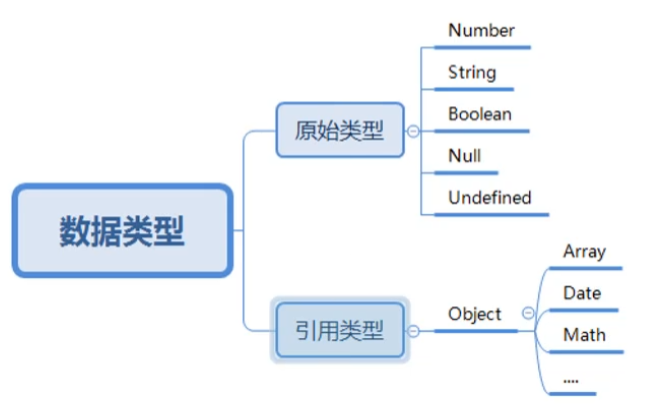 数据类型
原始类型
Number
String
Boolean
Null
Undefined
引用类型
Object
Array
Date
Math
....